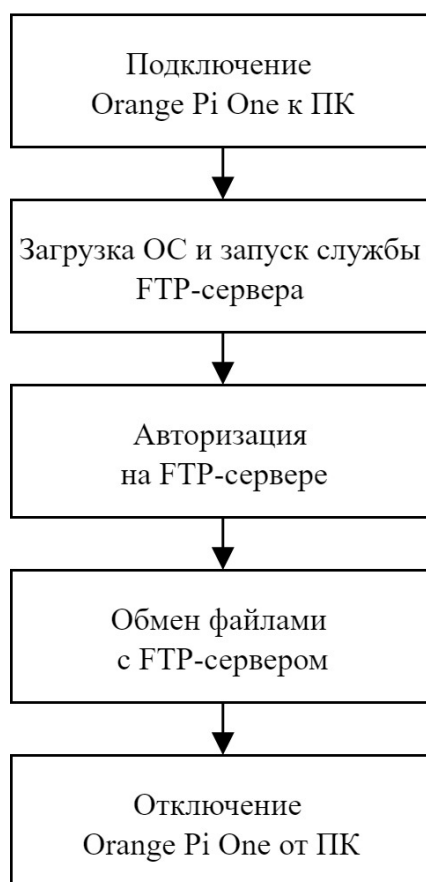 Подключение
Orange Pi One к ПК
Загрузка ОС и запуск службы
FTP-сервера
Авторизация
на FTP-сервере
Обмен файлами
с FTP-сервером
Отключение
Orange Pi One от ПК